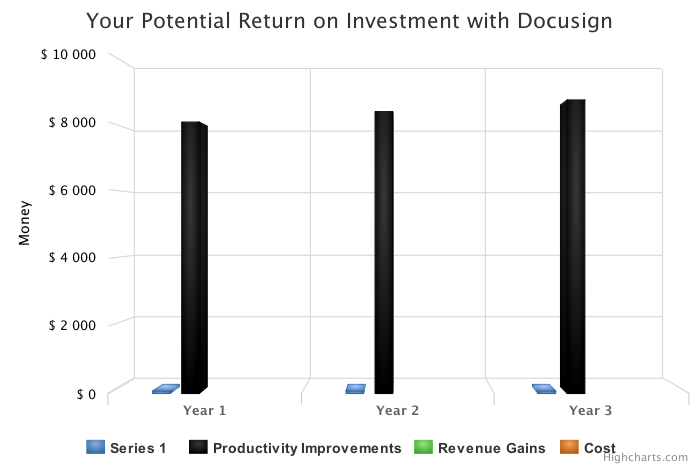 Your Potential Return on Investment with Docusign
$ 10 000
$ 8 000
$ 6 000
$ 4 000
$ 2 000
$ 0
Money
Year 1 Year 2 Year 3
Series 1 Productivity Improvements Revenue Gains Cost
Highcharts.com